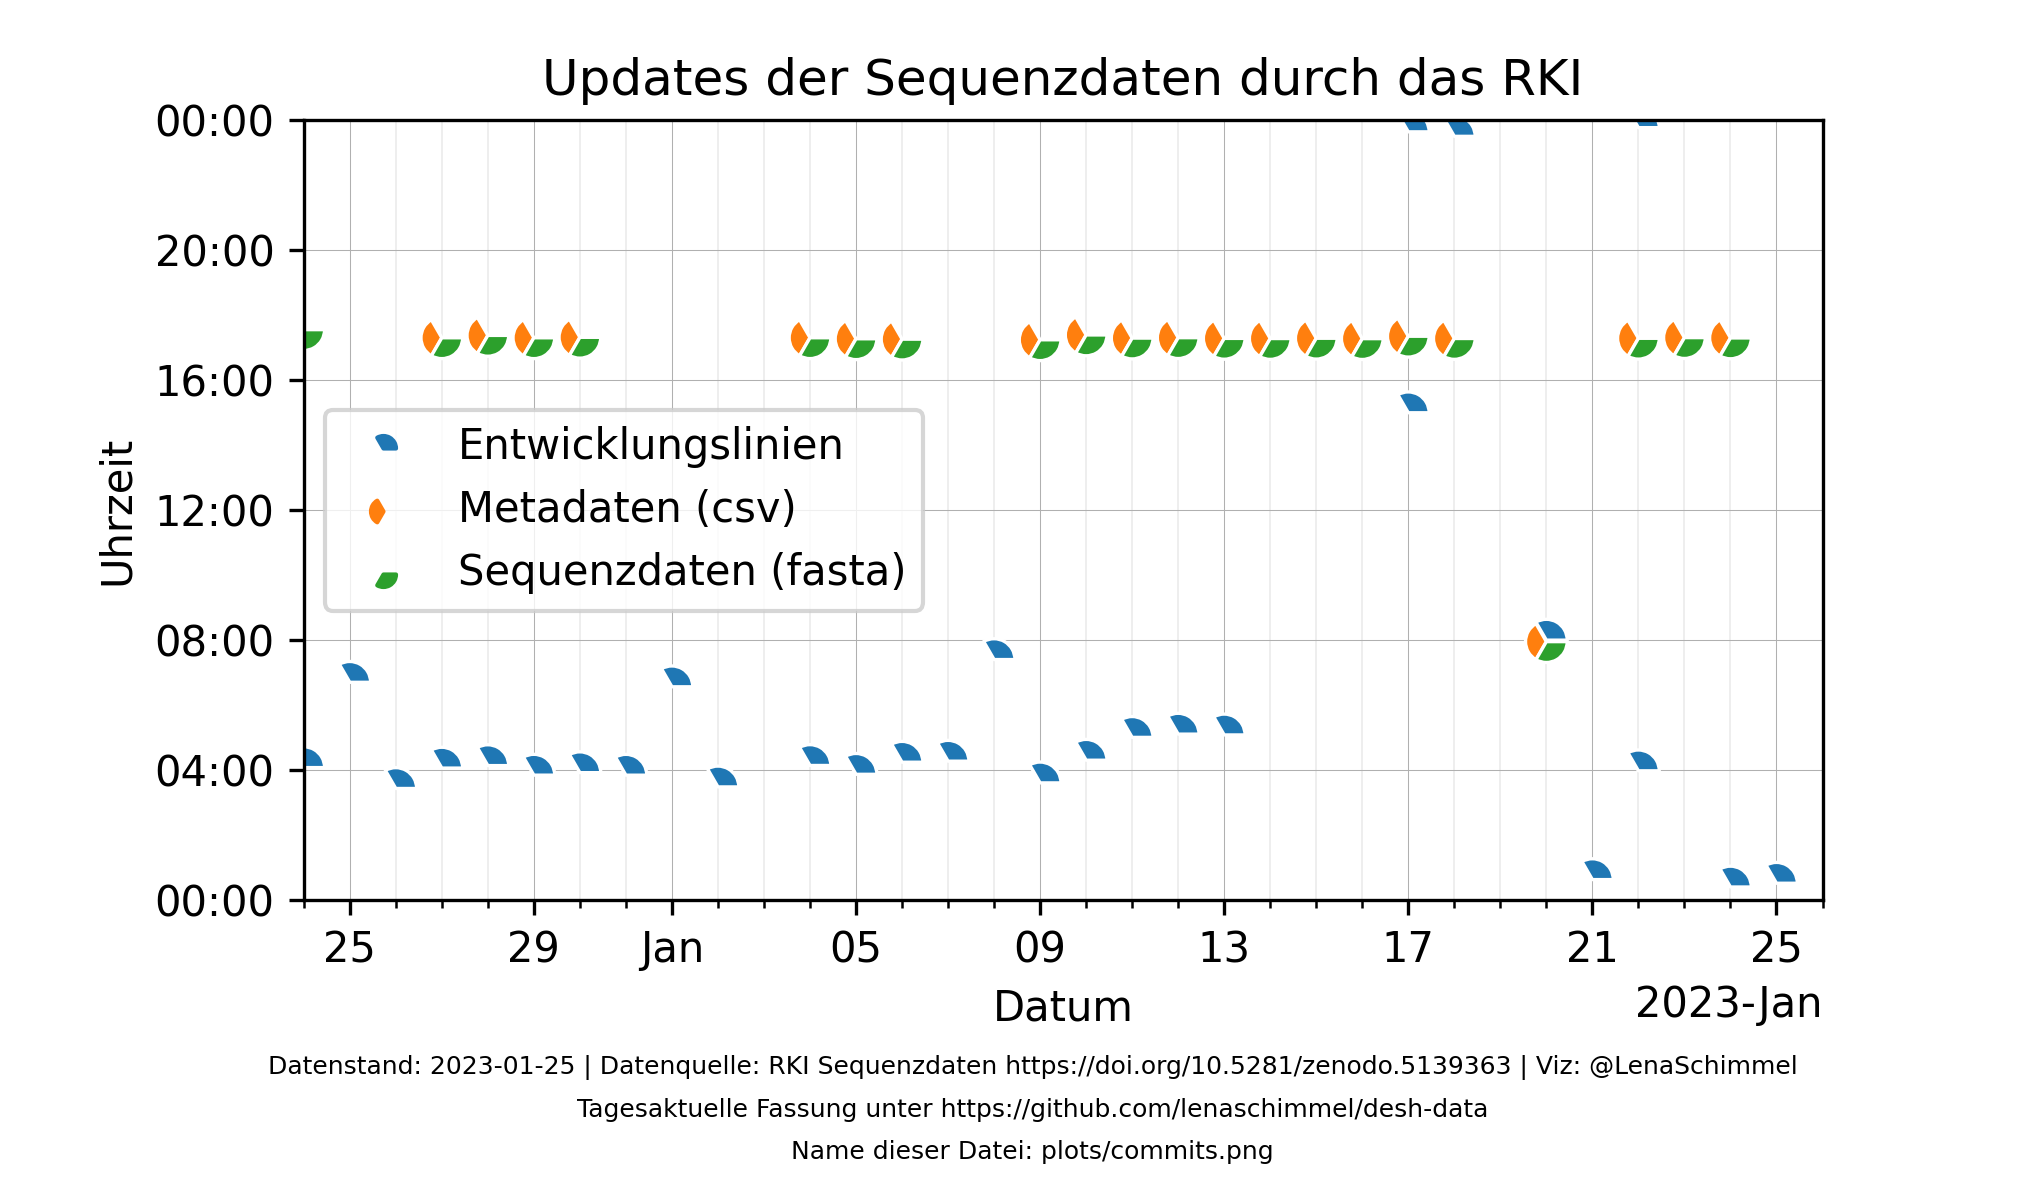 Updates der Sequenzdaten durch das RKI
00:00
20:00
16:00
12:00
08:00
04:00
00:00
Uhrzeit
Entwicklungslinien
Metadaten (csv)
Sequenzdaten (fasta)
25 29 Jan 05 09 13 17 21 25
Datum
2023-Jan
Datenstand: 2023-01-25 | Datenquelle: RKI Sequenzdaten https://doi.org/10.5281/zenodo.5139363 | Viz: @LenaSchimmel
Tagesaktuelle Fassung unter https://github.com/lenaschimmel/desh-data
Name dieser Datei: plots/commits.png